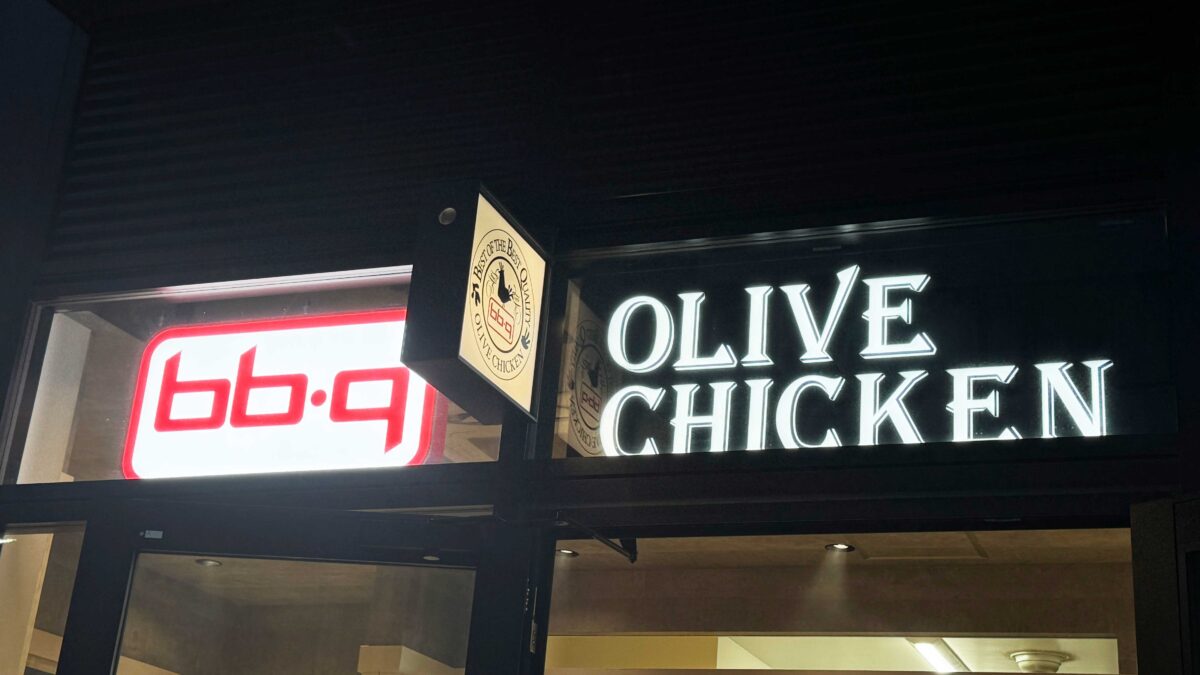 bb.q
BEST OF THE BEST QUALITY
bb.q
OLIVE CHICKEN
OLIVE
CHICKEN